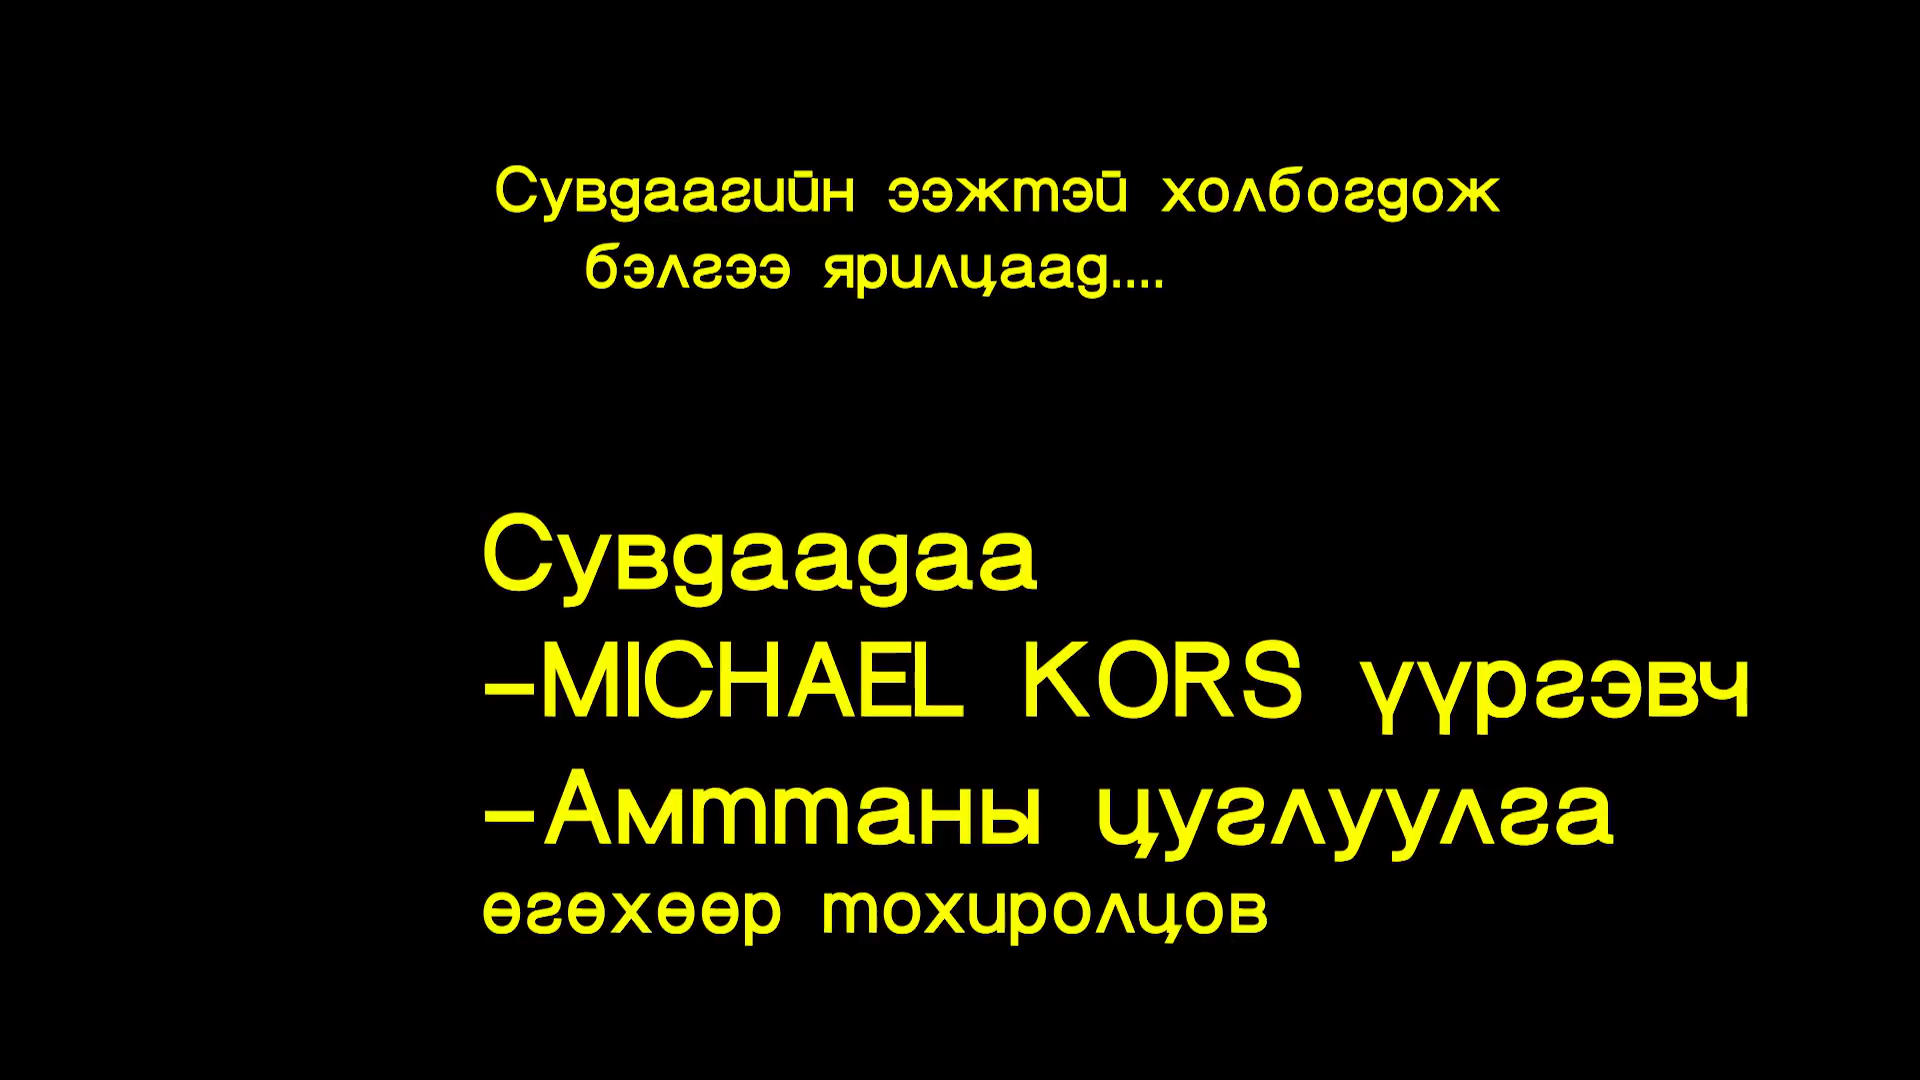 Сувдаагийн ээжтэй холбогдож
бэлгээ ярилцаад....
Сувдаадаа
-MICHAEL KORS үүргэвч
-Амттаны цуглуулга
өгөхөөр тохиролцов